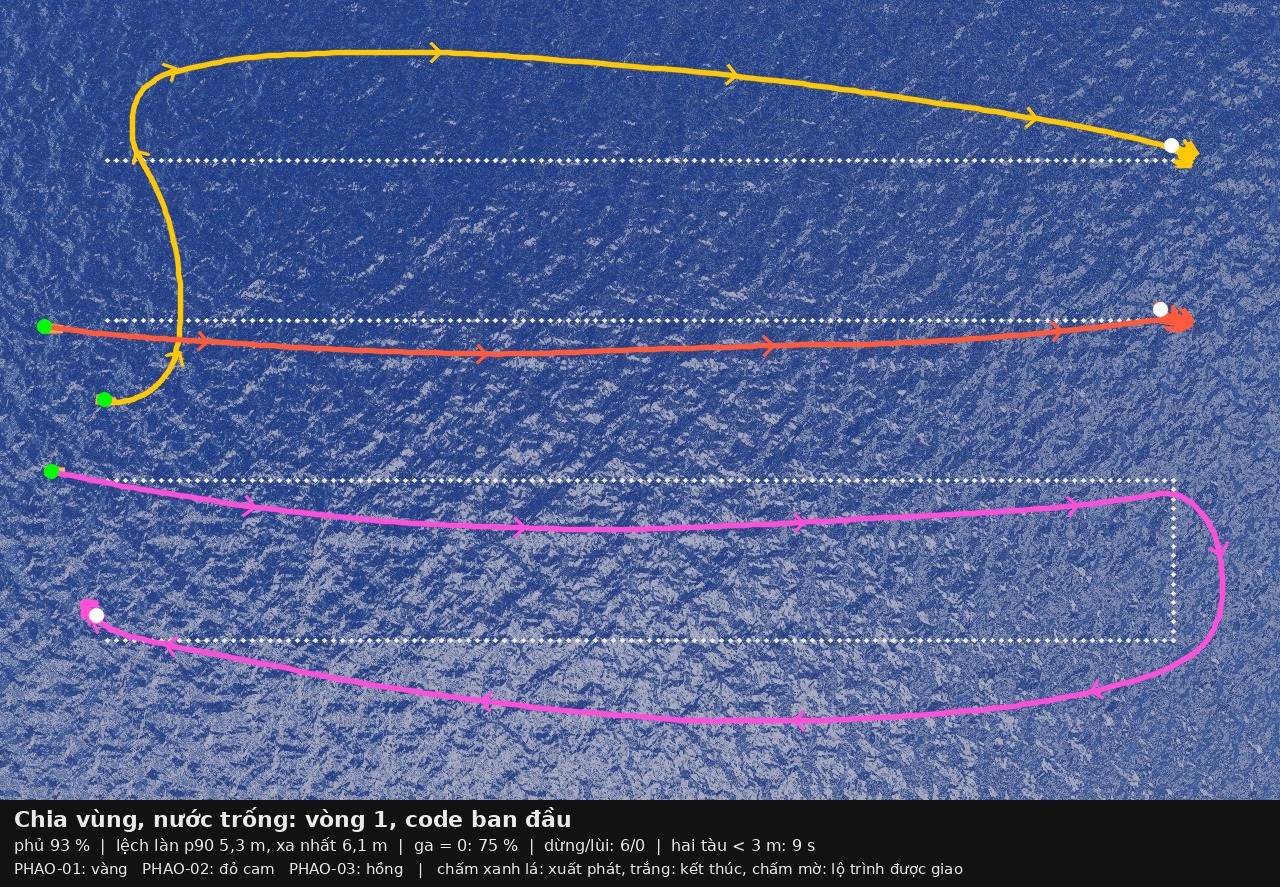 Chia vùng, nước trống: vòng 1, code ban đầu
phủ 93 %  |  lệch làn p90 5,3 m, xa nhất 6,1 m  |  ga = 0: 75 %  |  dừng/lùi: 6/0  |  hai tàu < 3 m: 9 s
PHAO-01: vàng   PHAO-02: đỏ cam   PHAO-03: hồng   |   chấm xanh lá: xuất phát, trắng: kết thúc, chấm mờ: lộ trình được giao